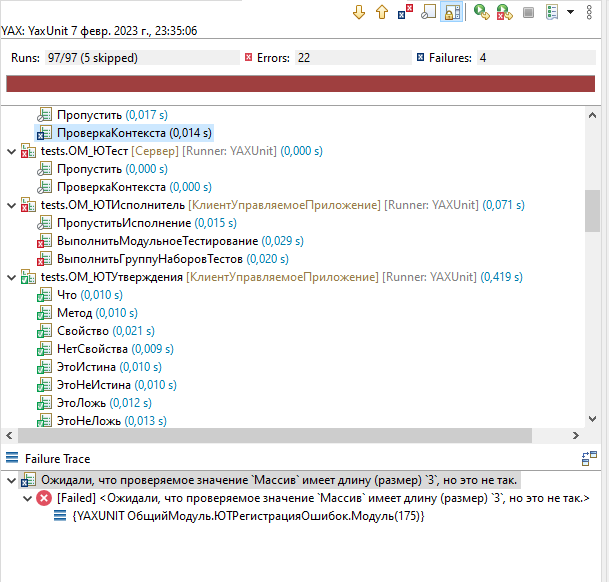 YAX: YaxUnit 7 февр. 2023 г., 23:35:06
Runs: 97/97 (5 skipped) Errors: 22 Failures: 4
Пропустить (0,017 s)
ПроверкаКонтекста (0,014 s)
tests.ОМ_ЮТест [Сервер] [Runner: YAXUnit] (0,000 s)
Пропустить (0,000 s)
ПроверкаКонтекста (0,000 s)
tests.ОМ_ЮТИсполнитель [КлиентУправляемоеПриложение] [Runner: YAXUnit] (0,071 s)
ПропуститьИсполнение (0,015 s)
ВыполнитьМодульноеТестирование (0,029 s)
ВыполнитьГруппуНаборовТестов (0,020 s)
tests.ОМ_ЮТУтверждения [КлиентУправляемоеПриложение] [Runner: YAXUnit] (0,419 s)
Что (0,010 s)
Метод (0,010 s)
Свойство (0,021 s)
НетСвойства (0,009 s)
ЭтоИстина (0,010 s)
ЭтоНеИстина (0,010 s)
ЭтоЛожь (0,012 s)
ЭтоНеЛожь (0,013 s)
Failure Trace
Ожидали, что проверяемое значение `Массив` имеет длину (размер) `3`, но это не так.
[Failed] <Ожидали, что проверяемое значение `Массив` имеет длину (размер) `3`, но это не так.>
{YAXUNIT ОбщийМодуль.ЮТРегистрацияОшибок.Модуль(175)}